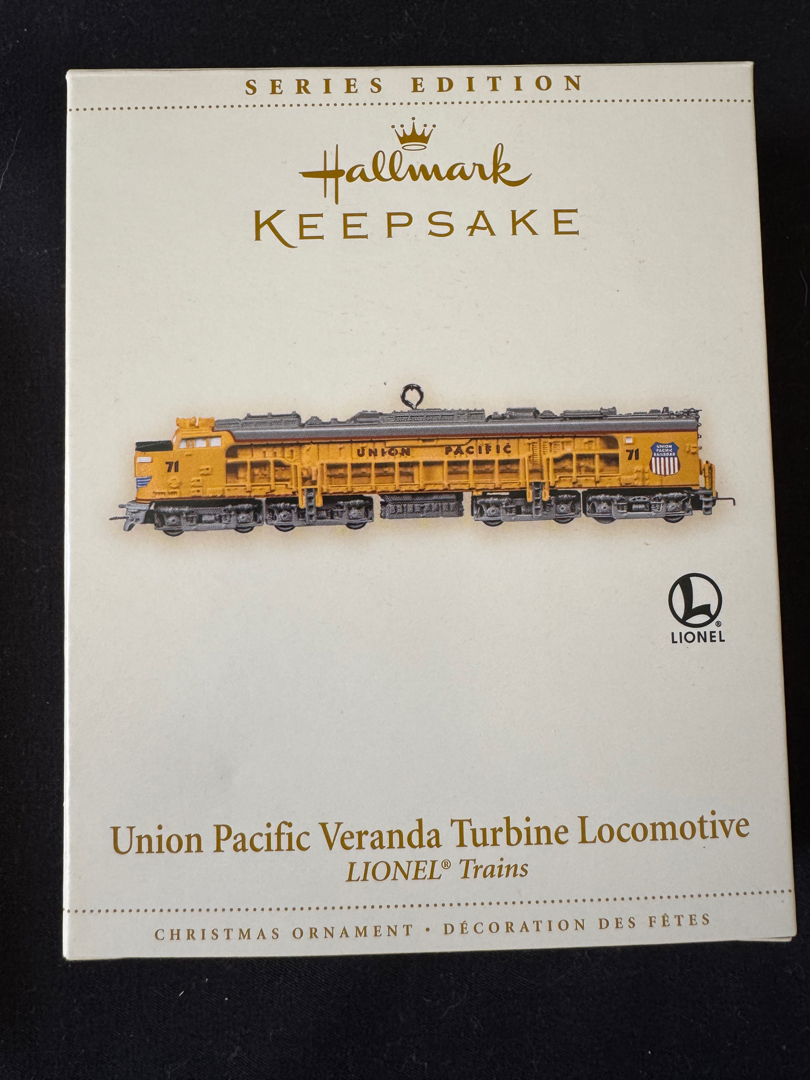 SERIES EDITION
Hallmark
KEEPSAKE
UNION PACIFIC
71
71
UNION
PACIFIC
RAILROAD
L
®
LIONEL
Union Pacific Veranda Turbine Locomotive
LIONEL® Trains
CHRISTMAS ORNAMENT • DÉCORATION DES FÊTES